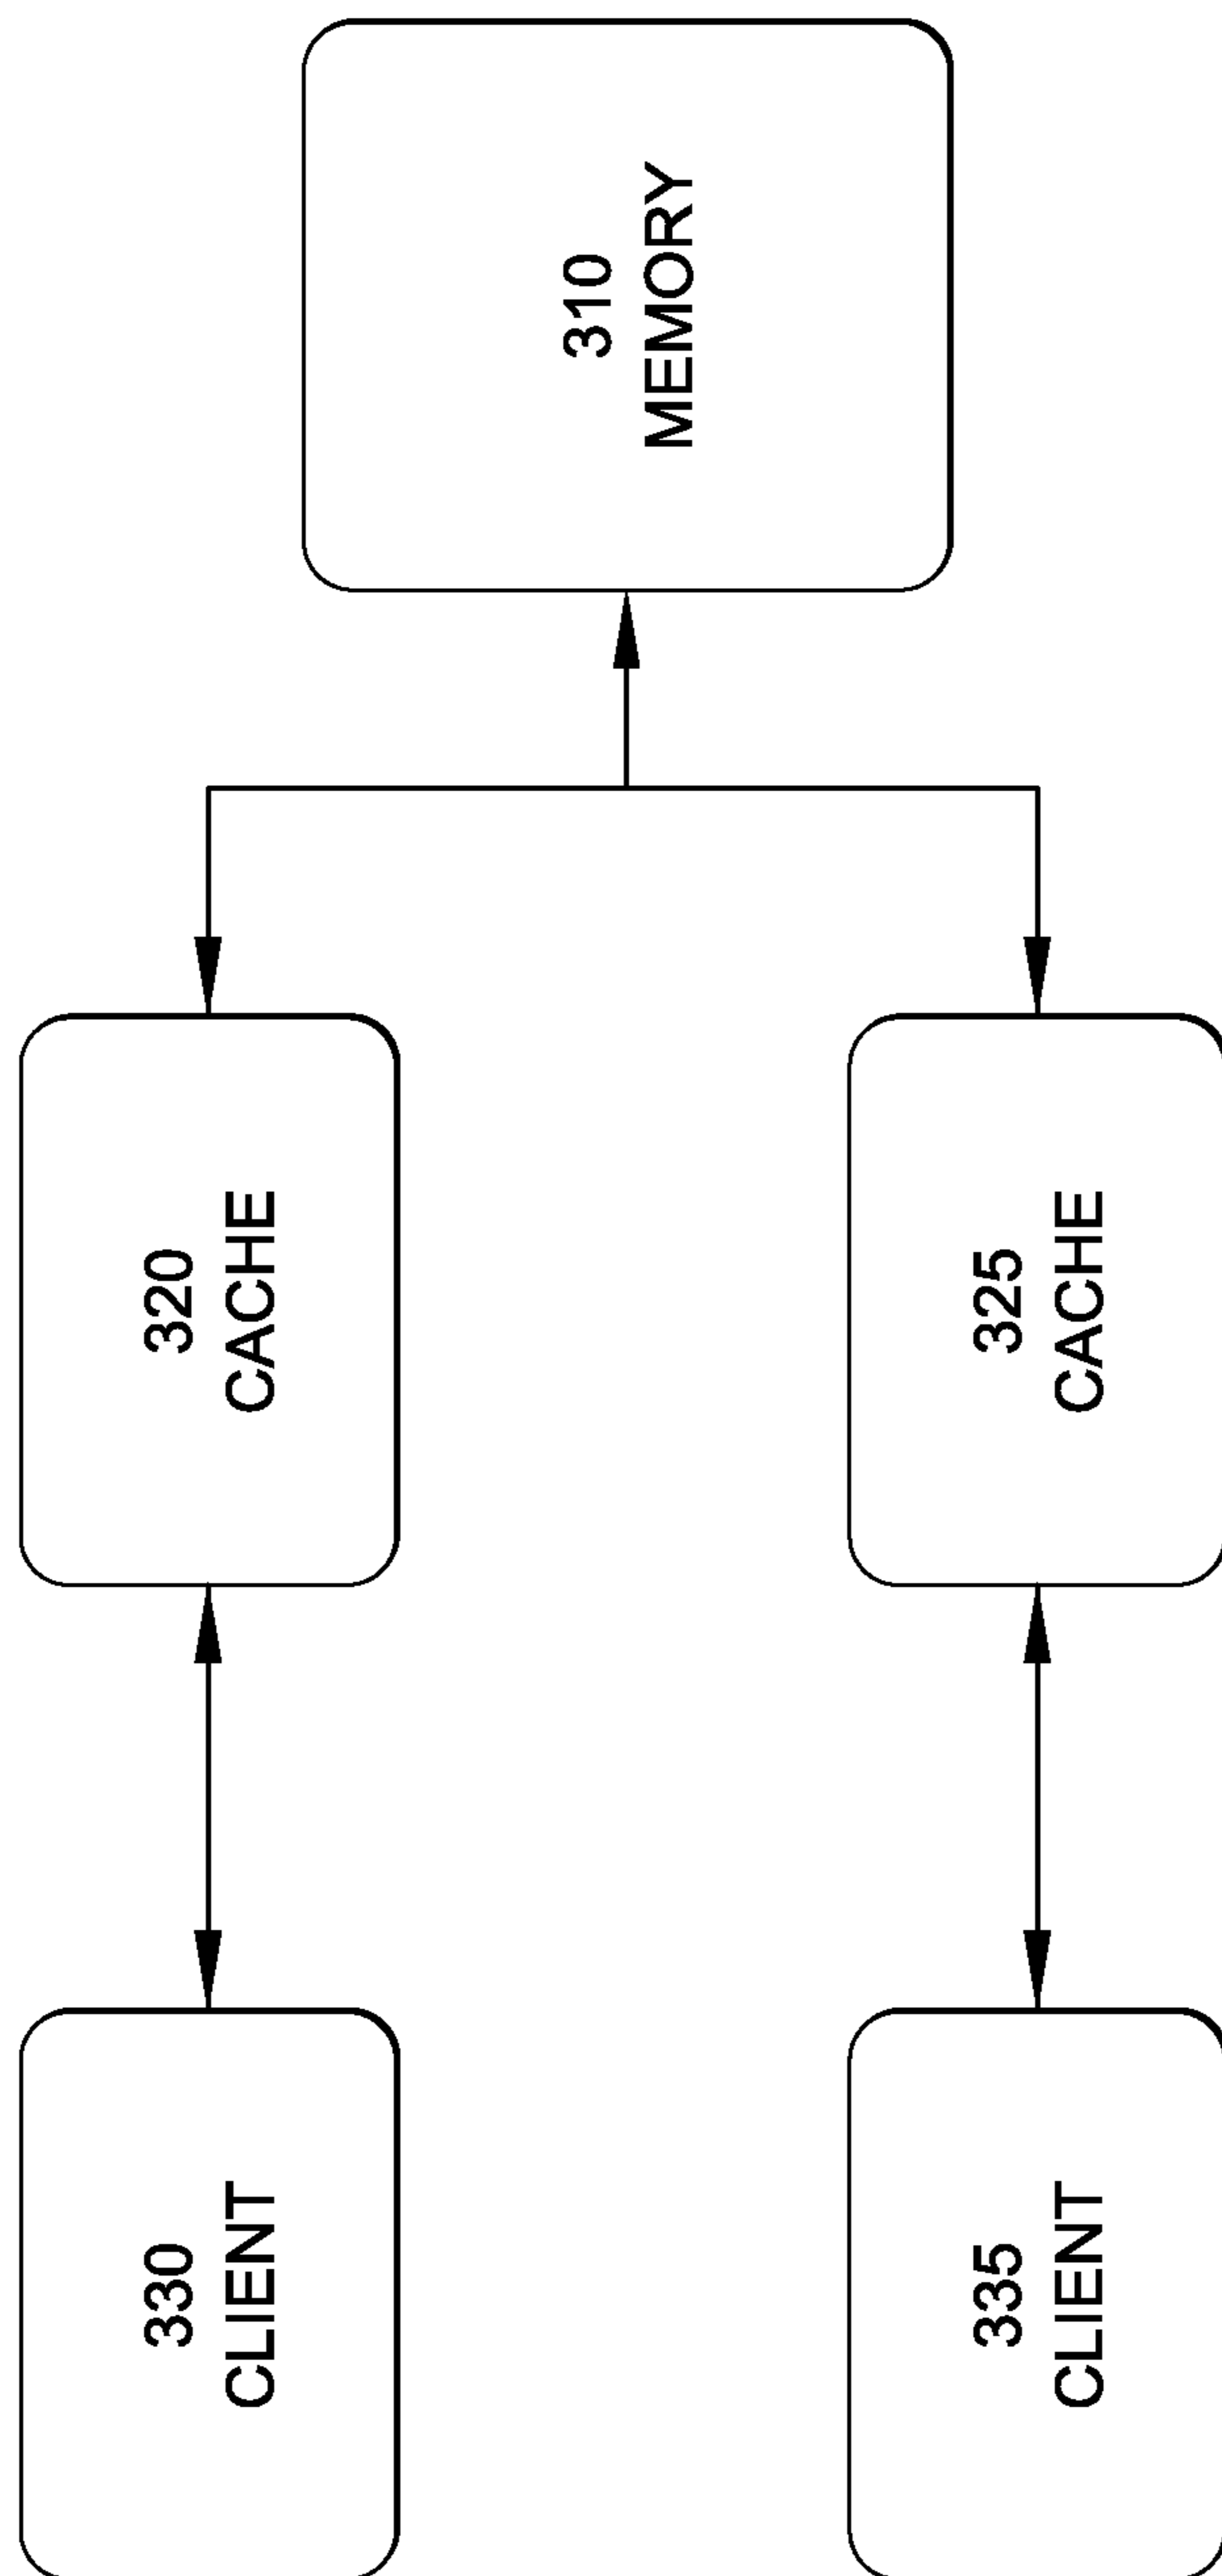 330
CLIENT
320
CACHE
310
MEMORY
335
CLIENT
325
CACHE